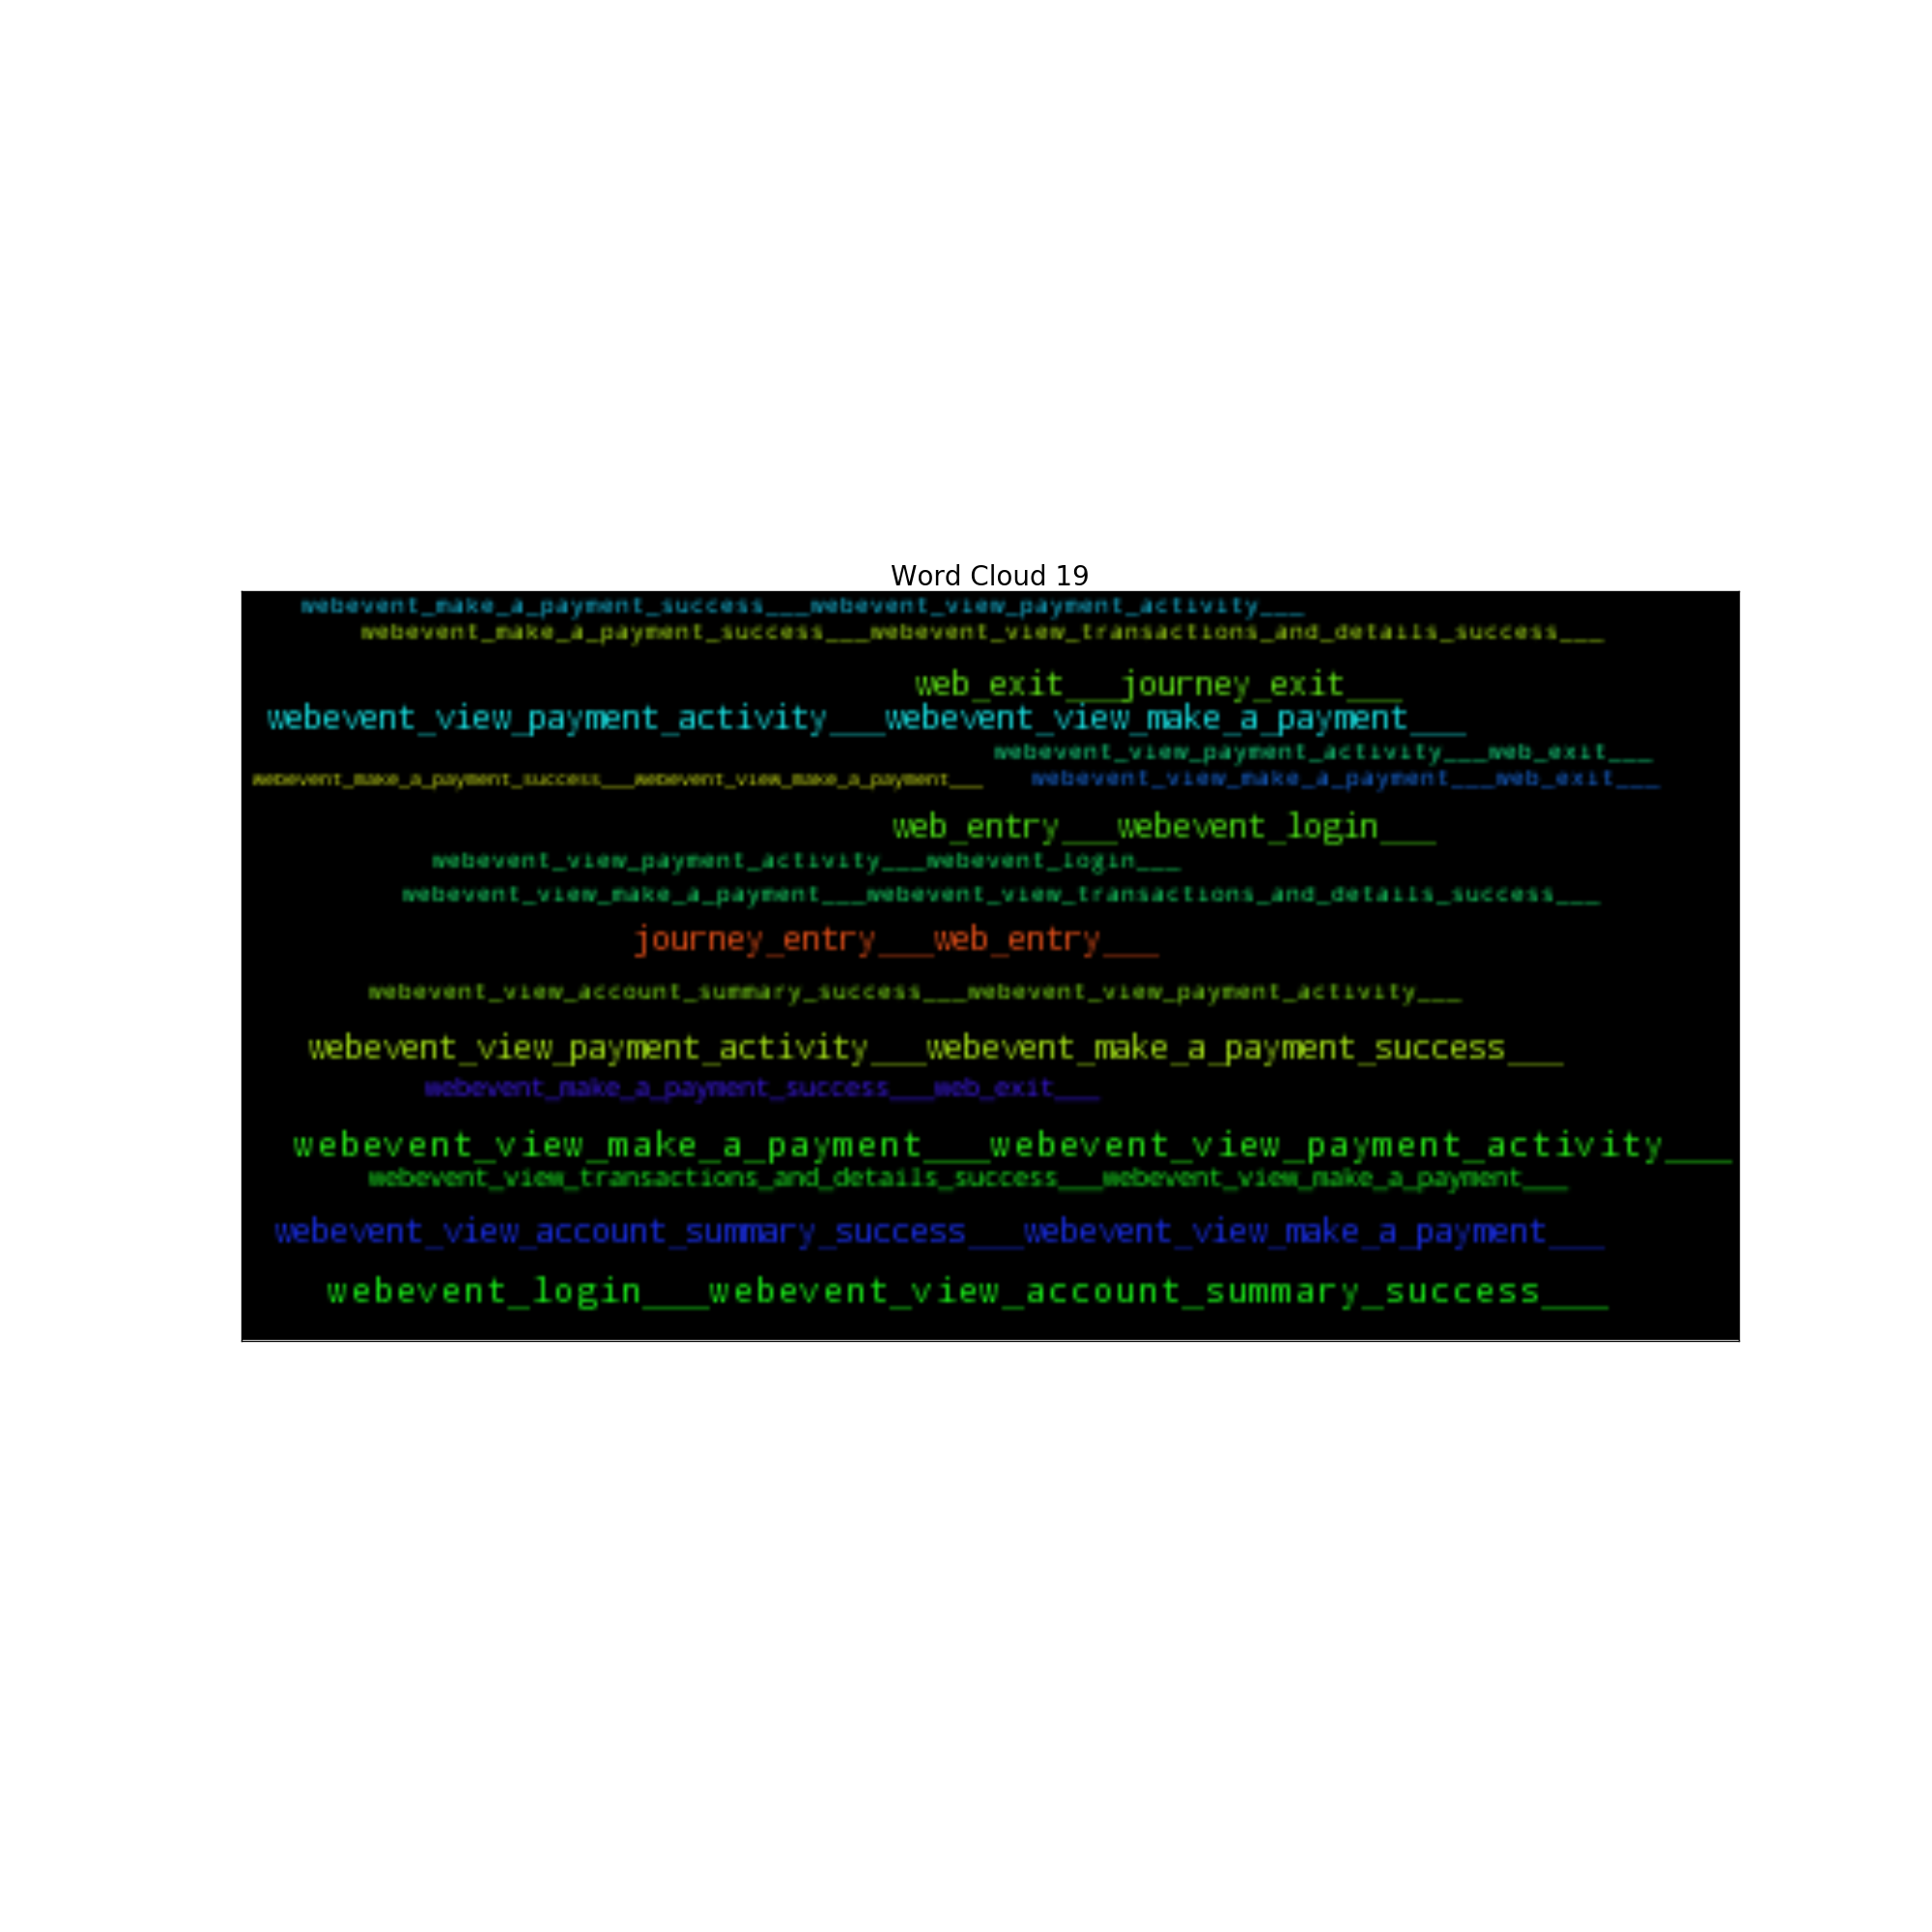 Word Cloud 19
webevent_make_a_payment_success___webevent_view_payment_activity___
webevent_make_a_payment_success___webevent_view_transactions_and_details_success___
web_exit___journey_exit___
webevent_view_payment_activity___webevent_view_make_a_payment___
webevent_view_payment_activity___web_exit___
webevent_make_a_payment_success___webevent_view_make_a_payment___ webevent_view_make_a_payment___web_exit___
web_entry___webevent_login___
webevent_view_payment_activity___webevent_login___
webevent_view_make_a_payment___webevent_view_transactions_and_details_success___
journey_entry___web_entry___
webevent_view_account_summary_success___webevent_view_payment_activity___
webevent_view_payment_activity___webevent_make_a_payment_success___
webevent_make_a_payment_success___web_exit___
webevent_view_make_a_payment___webevent_view_payment_activity___
webevent_view_transactions_and_details_success___webevent_view_make_a_payment___
webevent_view_account_summary_success___webevent_view_make_a_payment___
webevent_login___webevent_view_account_summary_success___